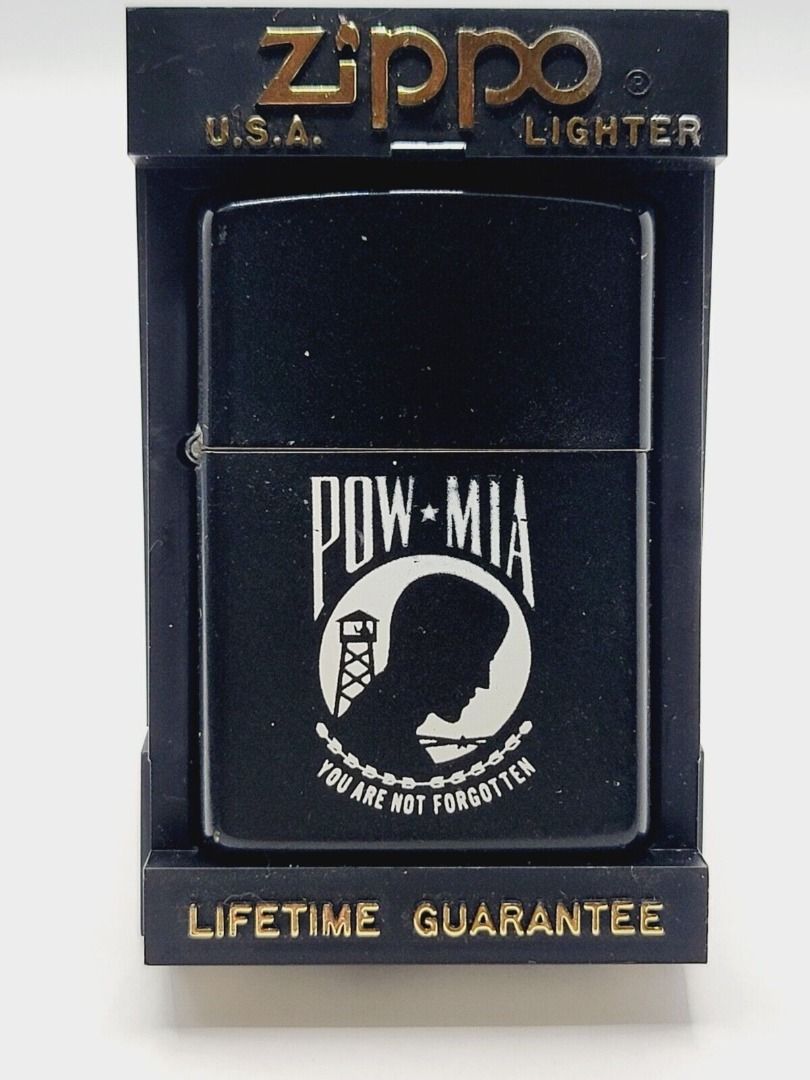 Zippo ®
U.S.A. LIGHTER
POW★MIA
YOU ARE NOT FORGOTTEN
LIFETIME GUARANTEE